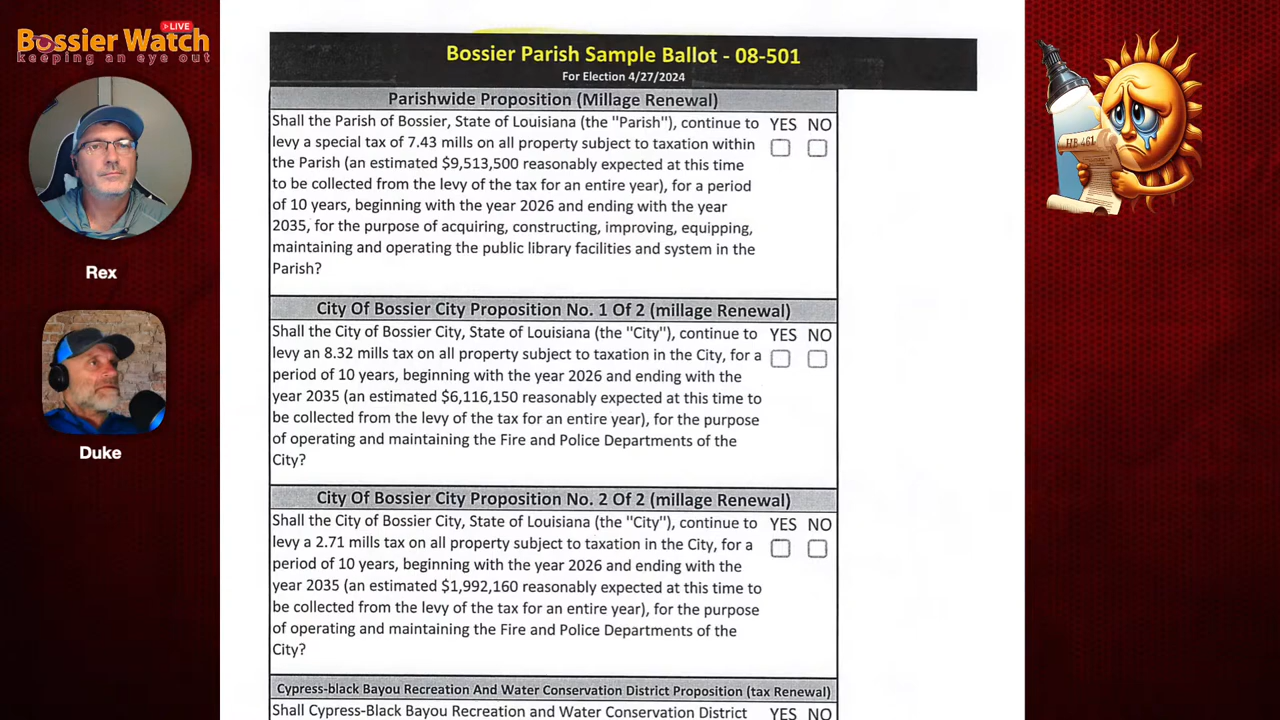 LIVE
Bossier Watch
keeping an eye out
Rex
Duke
Bossier Parish Sample Ballot - 08-501
For Election 4/27/2024
Parishwide Proposition (Millage Renewal)
Shall the Parish of Bossier, State of Louisiana (the "Parish"), continue to
levy a special tax of 7.43 mills on all property subject to taxation within
the Parish (an estimated $9,513,500 reasonably expected at this time
to be collected from the levy of the tax for an entire year), for a period
of 10 years, beginning with the year 2026 and ending with the year
2035, for the purpose of acquiring, constructing, improving, equipping,
maintaining and operating the public library facilities and system in the
Parish?
YES NO
City Of Bossier City Proposition No. 1 Of 2 (millage Renewal)
Shall the City of Bossier City, State of Louisiana (the "City"), continue to
levy an 8.32 mills tax on all property subject to taxation in the City, for a
period of 10 years, beginning with the year 2026 and ending with the
year 2035 (an estimated $6,116,150 reasonably expected at this time to
be collected from the levy of the tax for an entire year), for the purpose
of operating and maintaining the Fire and Police Departments of the
City?
YES NO
City Of Bossier City Proposition No. 2 Of 2 (millage Renewal)
Shall the City of Bossier City, State of Louisiana (the "City"), continue to
levy a 2.71 mills tax on all property subject to taxation in the City, for a
period of 10 years, beginning with the year 2026 and ending with the
year 2035 (an estimated $1,992,160 reasonably expected at this time to
be collected from the levy of the tax for an entire year), for the purpose
of operating and maintaining the Fire and Police Departments of the
City?
YES NO
Cypress-black Bayou Recreation And Water Conservation District Proposition (tax Renewal)
Shall Cypress-Black Bayou Recreation and Water Conservation District
YES NO
HB 461